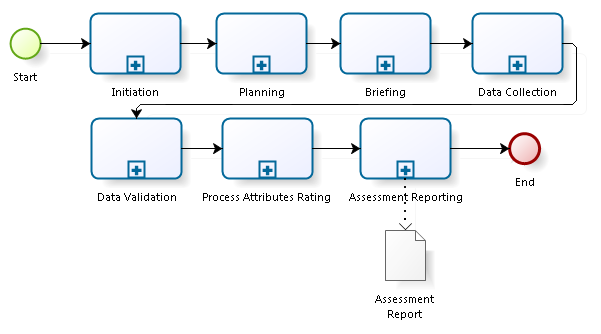 Start
Initiation
Planning
Briefing
Data Collection
Data Validation
Process Attributes Rating
Assessment Reporting
End
Assessment
Report